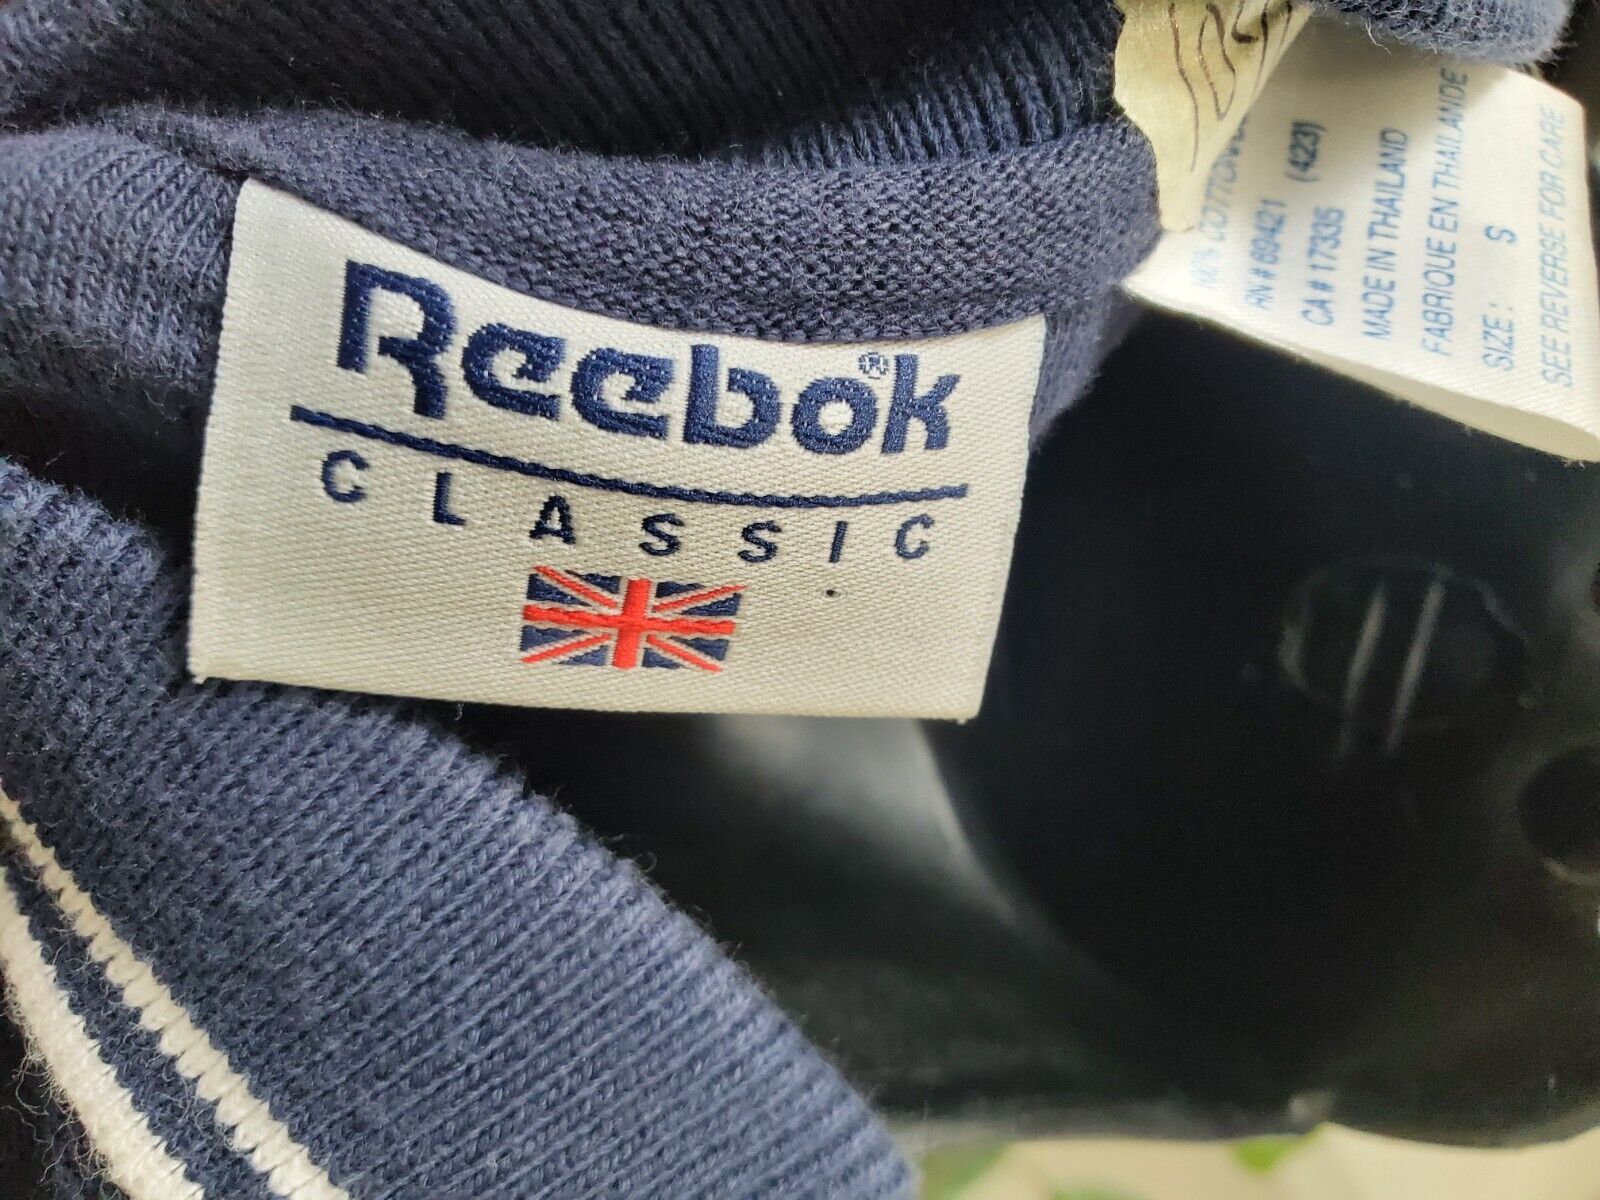 Reebok®
CLASSIC
100% COTTON
RN # 69421
CA # 17335 (423)
MADE IN THAILAND
FABRIQUE EN THAILANDE
SIZE: S
SEE REVERSE FOR CARE